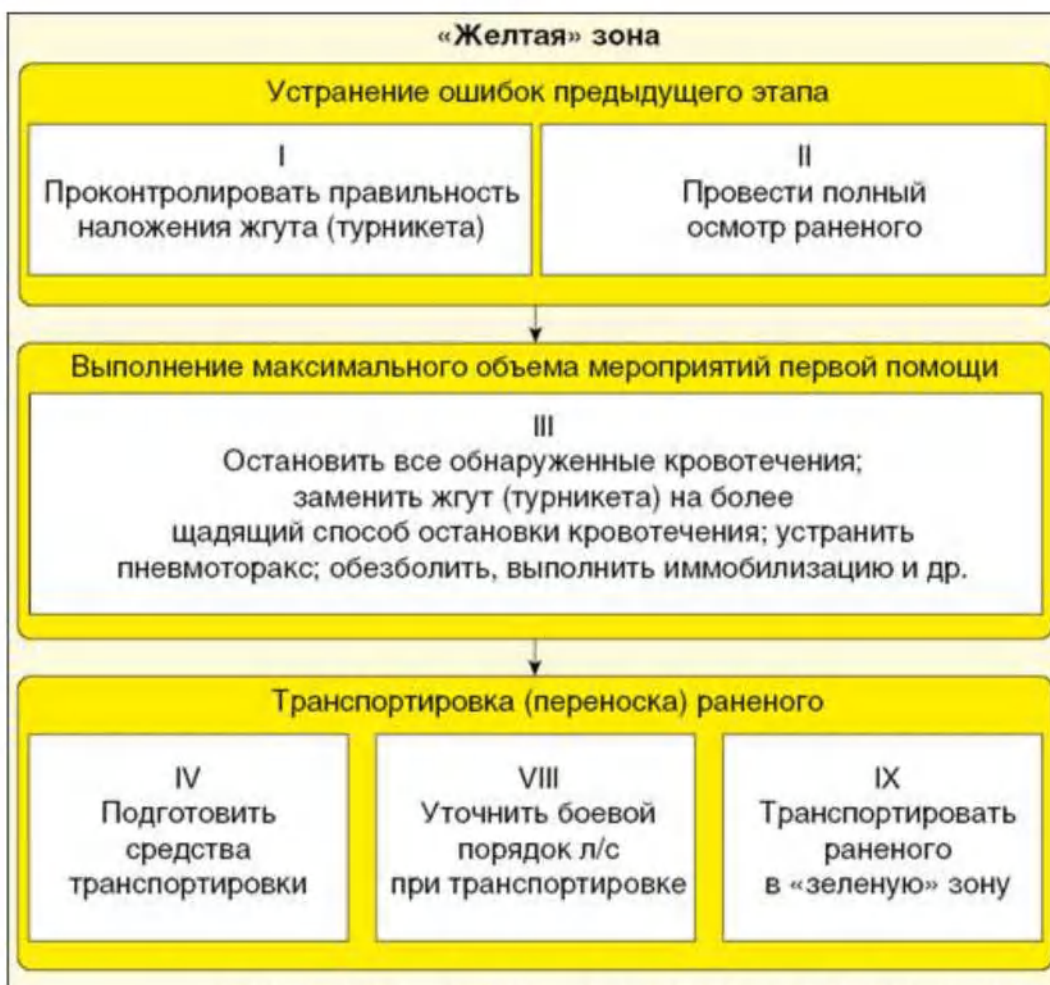 «Желтая» зона
Устранение ошибок предыдущего этапа
I
Проконтролировать правильность
наложения жгута (турникета)
II
Провести полный
осмотр раненого
Выполнение максимального объема мероприятий первой помощи
III
Остановить все обнаруженные кровотечения;
заменить жгут (турникета) на более
щадящий способ остановки кровотечения; устранить
пневмоторакс; обезболить, выполнить иммобилизацию и др.
Транспортировка (переноска) раненого
IV
Подготовить
средства
транспортировки
VIII
Уточнить боевой
порядок л/с
при транспортировке
IX
Транспортировать
раненого
в «зеленую» зону